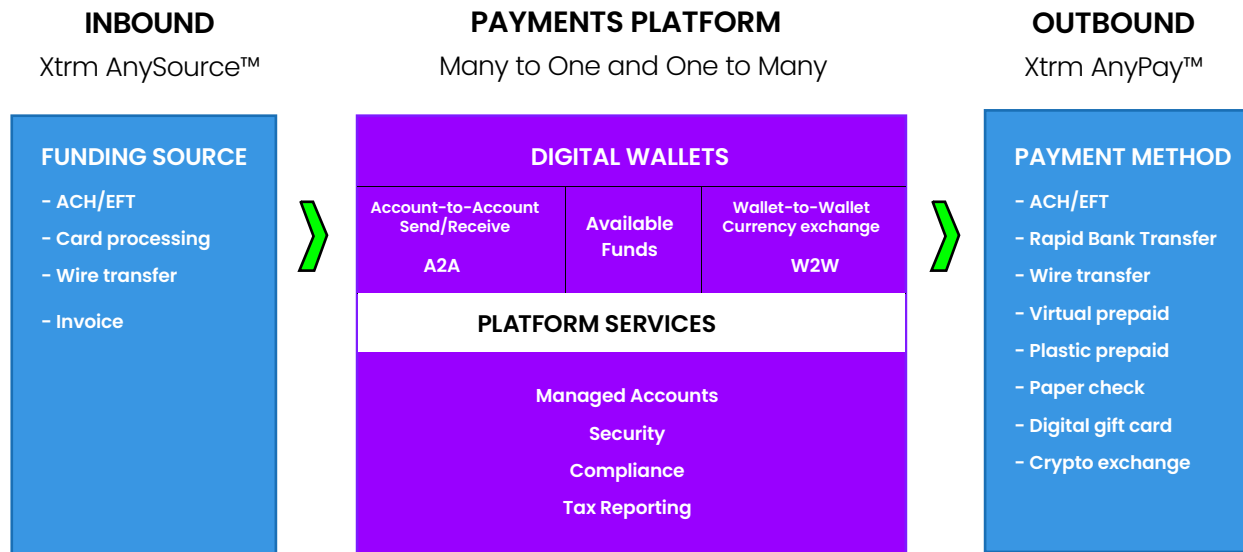 INBOUND
Xtrm AnySource™
FUNDING SOURCE
- ACH/EFT
- Card processing
- Wire transfer
- Invoice
PAYMENTS PLATFORM
Many to One and One to Many
DIGITAL WALLETS
Account-to-Account
Send/Receive
A2A
Available
Funds
Wallet-to-Wallet
Currency exchange
W2W
PLATFORM SERVICES
Managed Accounts
Security
Compliance
Tax Reporting
OUTBOUND
Xtrm AnyPay™
PAYMENT METHOD
- ACH/EFT
- Rapid Bank Transfer
- Wire transfer
- Virtual prepaid
- Plastic prepaid
- Paper check
- Digital gift card
- Crypto exchange